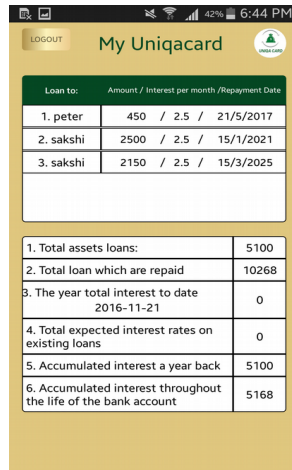 42% 6:44 PM
LOGOUT
My Uniqacard
UNIQA CARD
Loan to: Amount / Interest per month /Repayment Date
1. peter 450 / 2.5 / 21/5/2017
2. sakshi 2500 / 2.5 / 15/1/2021
3. sakshi 2150 / 2.5 / 15/3/2025
1. Total assets loans: 5100
2. Total loan which are repaid 10268
3. The year total interest to date
2016-11-21 0
4. Total expected interest rates on
existing loans 0
5. Accumulated interest a year back 5100
6. Accumulated interest throughout
the life of the bank account 5168